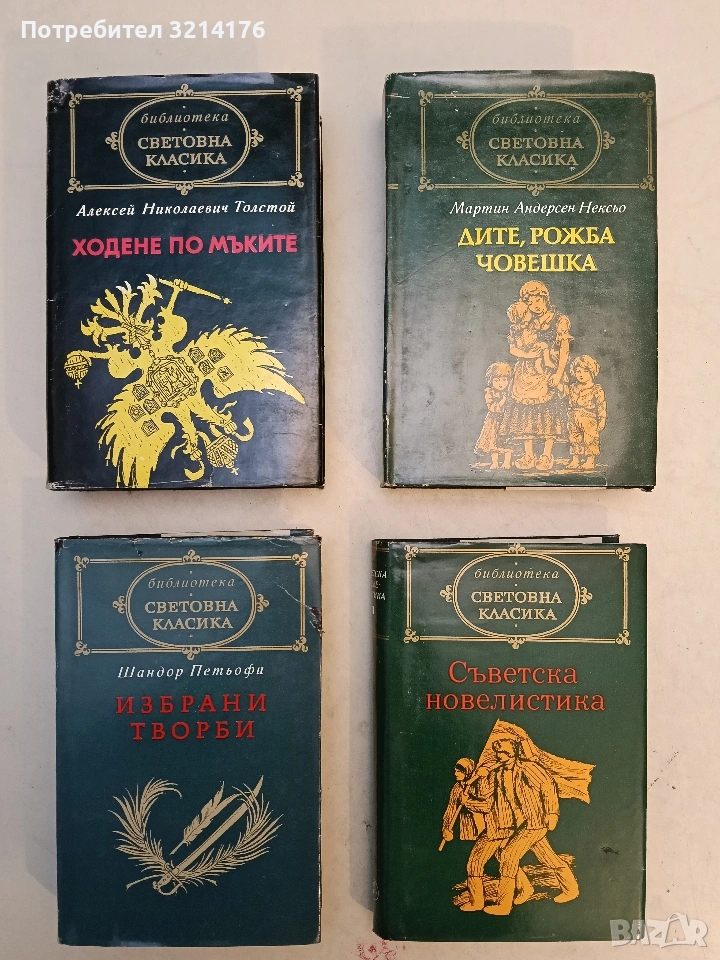 Потребител 3214176
библиотека
СВЕТОВНА
КЛАСИКА
Алексей Николаевич Толстой
ХОДЕНЕ ПО МЪКИТЕ
библиотека
СВЕТОВНА
КЛАСИКА
Мартин Андерсен Нексьо
ДИТЕ, РОЖБА
ЧОВЕШКА
библиотека
СВЕТОВНА
КЛАСИКА
Шандор Петьофи
ИЗБРАНИ
ТВОРБИ
библиотека
СВЕТОВНА
КЛАСИКА
Съветска
новелистика
BAZAR